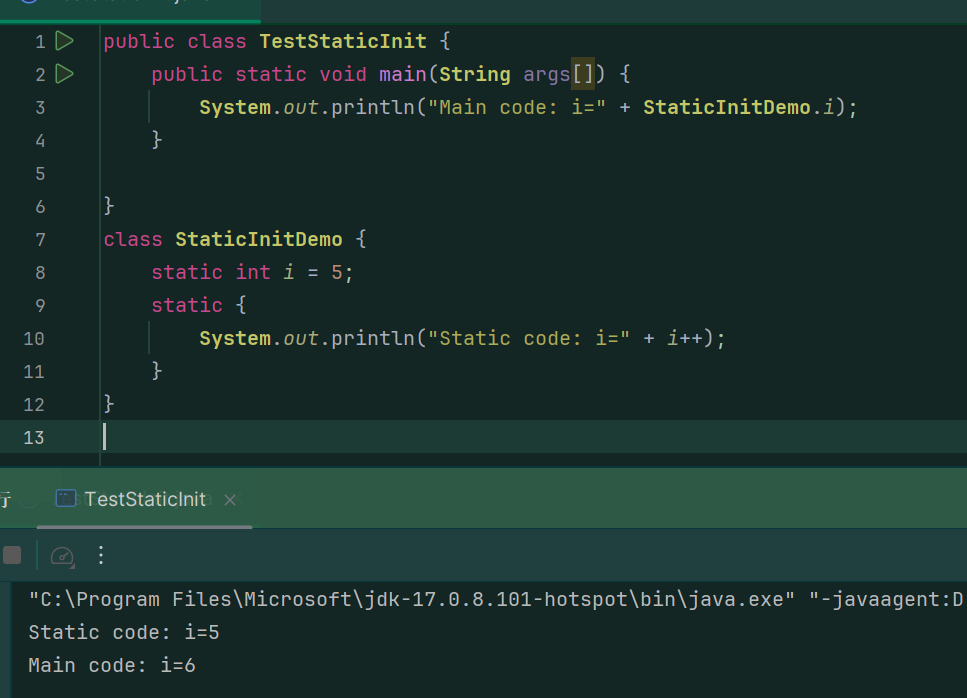 1 public class TestStaticInit {
2     public static void main(String args[]) {
3         System.out.println("Main code: i=" + StaticInitDemo.i);
4     }
5
6 }
7 class StaticInitDemo {
8     static int i = 5;
9     static {
10         System.out.println("Static code: i=" + i++);
11     }
12 }
13
TestStaticInit ×
"C:\Program Files\Microsoft\jdk-17.0.8.101-hotspot\bin\java.exe" "-javaagent:D
Static code: i=5
Main code: i=6